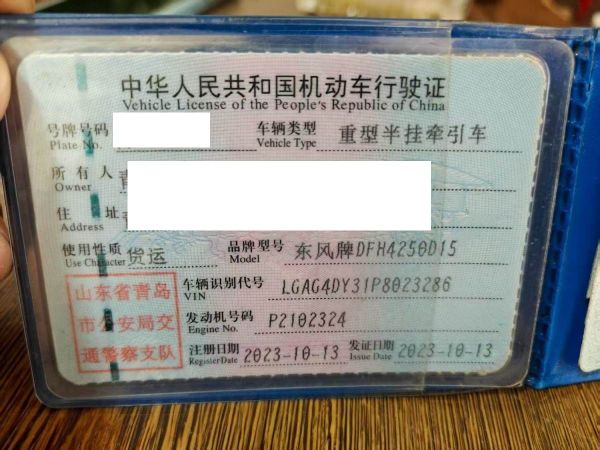 中华人民共和国机动车行驶证
Vehicle License of the People's Republic of China
号牌号码 车辆类型 重型半挂牵引车
Plate No. Vehicle Type
所有人
Owner
住址
Address
使用性质 货运 品牌型号 东风牌DFH4250D15
Use Character Model
山东省青岛
市公安局交
通警察支队
车辆识别代号 LGAG4DY31P8023286
VIN
发动机号码 P2102324
Engine No.
注册日期 2023-10-13 发证日期 2023-10-13
Register Date Issue Date